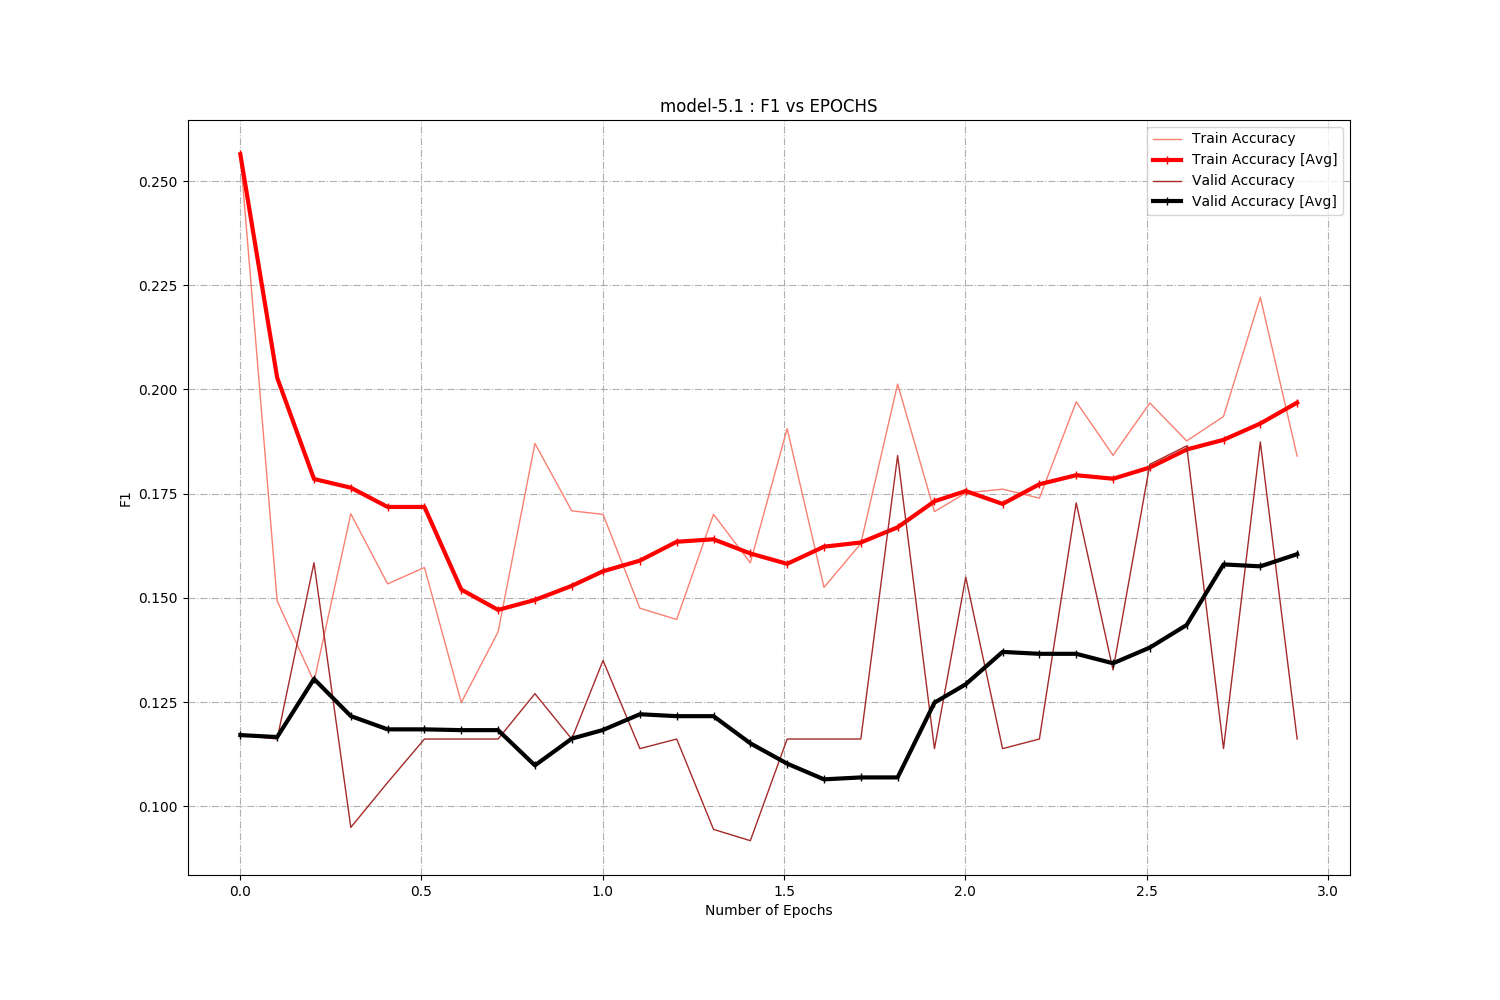 model-5.1 : F1 vs EPOCHS
Train Accuracy
Train Accuracy [Avg]
Valid Accuracy
Valid Accuracy [Avg]
0.250
0.225
0.200
0.175
0.150
0.125
0.100
F1
0.0 0.5 1.0 1.5 2.0 2.5 3.0
Number of Epochs